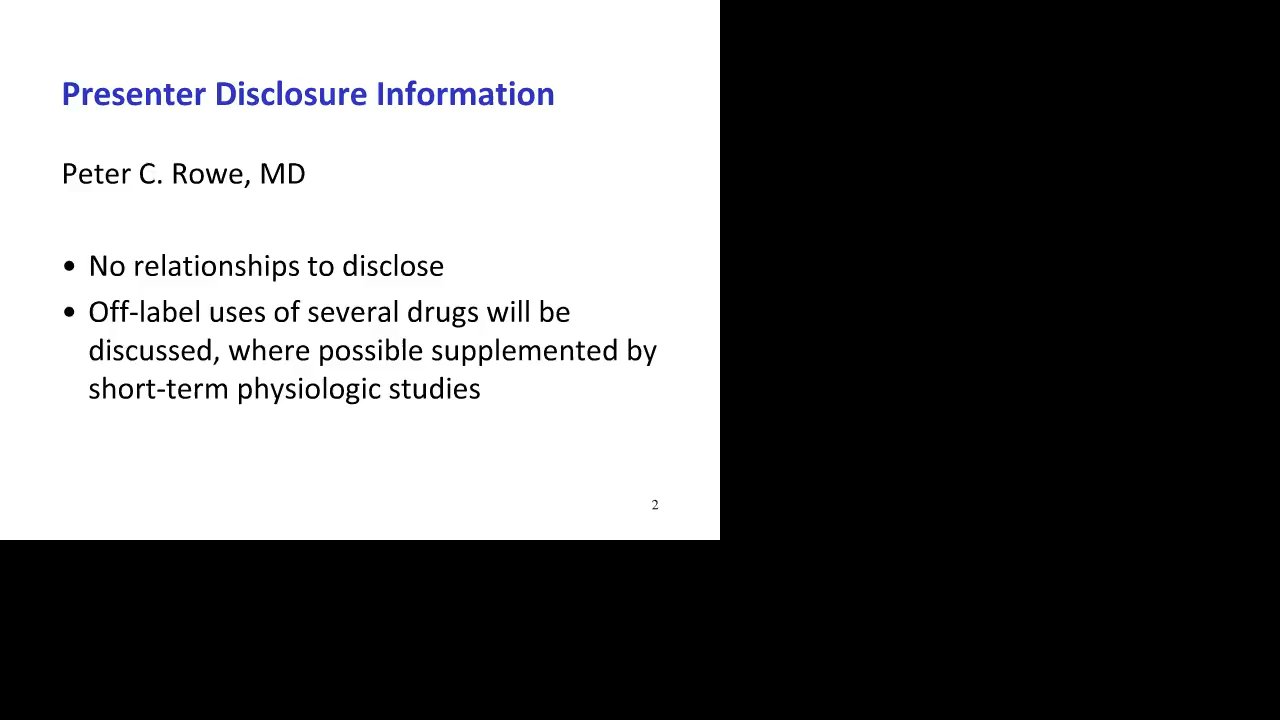 Presenter Disclosure Information
Peter C. Rowe, MD
• No relationships to disclose
• Off-label uses of several drugs will be
discussed, where possible supplemented by
short-term physiologic studies
2